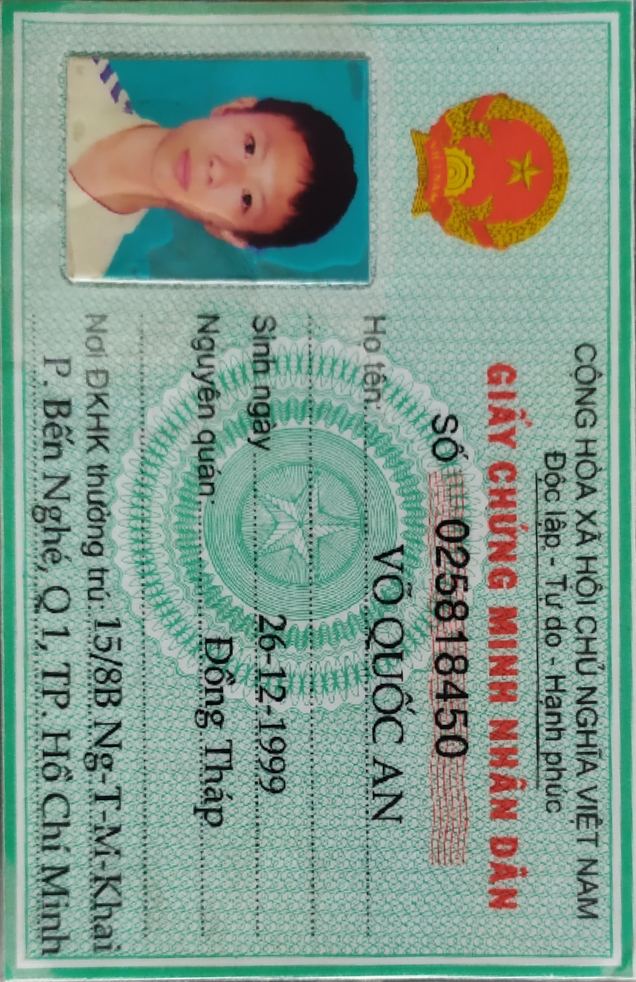 CỘNG HÒA XÃ HỘI CHỦ NGHĨA VIỆT NAM
Độc lập - Tự do - Hạnh phúc
GIẤY CHỨNG MINH NHÂN DÂN
SỐ 025818450
Họ tên: VÕ QUỐC AN
Sinh ngày 26-12-1999
Nguyên quán: Đồng Tháp
Nơi ĐKHK thường trú: 15/8B Ng-T-M-Khai
P. Bến Nghé, Q 1, TP. Hồ Chí Minh